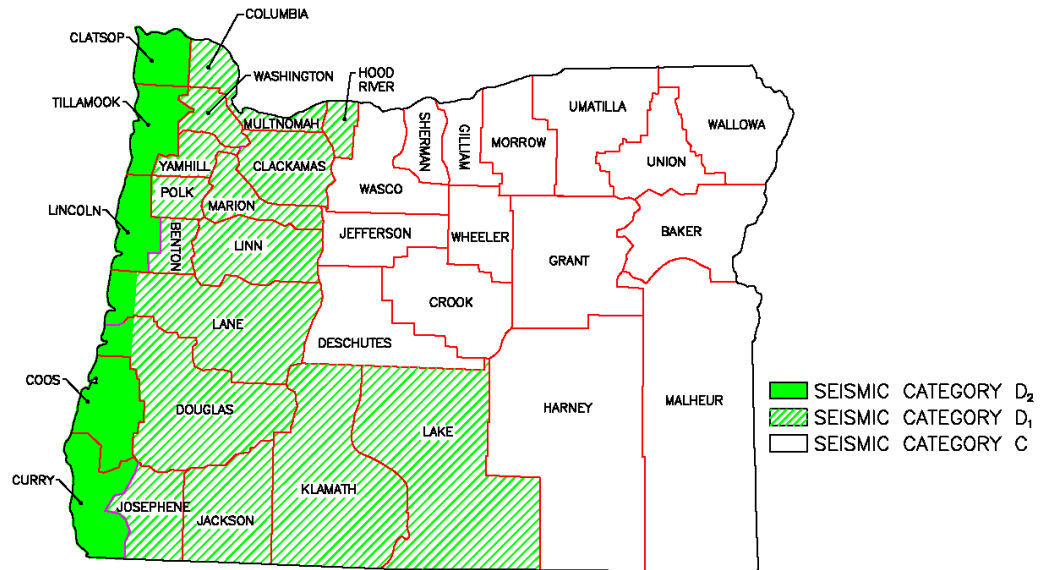 COLUMBIA
CLATSOP
WASHINGTON
HOOD
RIVER
TILLAMOOK
MULTNOMAH
UMATILLA
WALLOWA
SHERMAN
GILLIAM
MORROW
UNION
YAMHILL
CLACKAMAS
WASCO
POLK
MARION
LINCOLN
BENTON
LINN
JEFFERSON
WHEELER
BAKER
GRANT
CROOK
LANE
DESCHUTES
COOS
DOUGLAS
HARNEY
MALHEUR
LAKE
CURRY
JOSEPHENE
JACKSON
KLAMATH
SEISMIC CATEGORY D₂
SEISMIC CATEGORY D₁
SEISMIC CATEGORY C